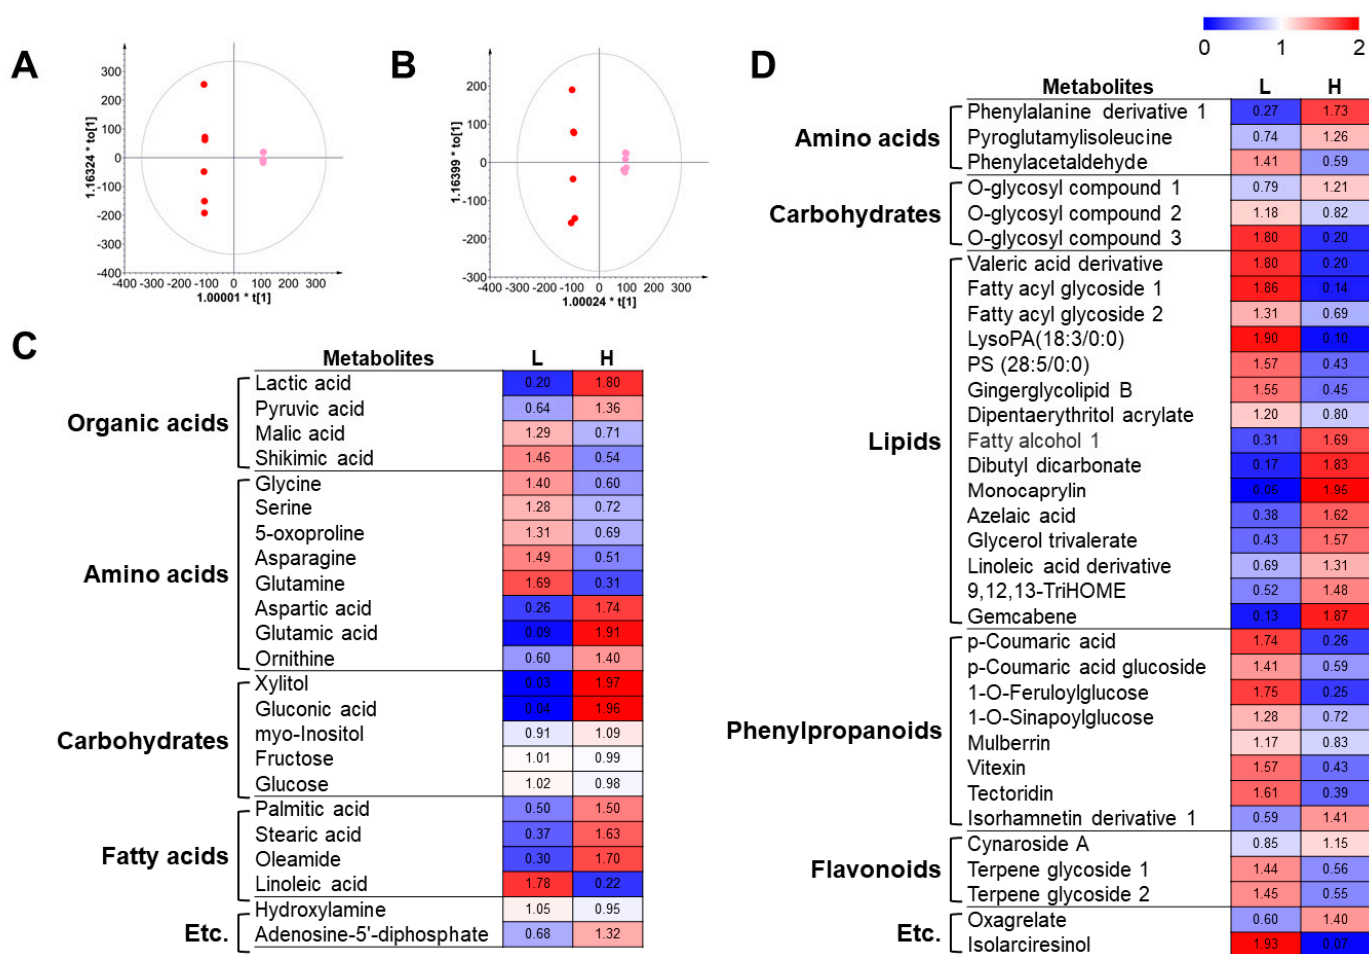 A
1.16324 * to[1]
300
200
100
0
-100
-200
-300
-400
-400 -300 -200 -100 0 100 200 300
1.00001 * t[1]
B
1.16399 * to[1]
200
100
0
-100
-200
-300
-400 -300 -200 -100 0 100 200 300
1.00024 * t[1]
C
Metabolites L H
Organic acids
Lactic acid 0.20 1.80
Pyruvic acid 0.64 1.36
Malic acid 1.29 0.71
Shikimic acid 1.46 0.54
Amino acids
Glycine 1.40 0.60
Serine 1.28 0.72
5-oxoproline 1.31 0.69
Asparagine 1.49 0.51
Glutamine 1.69 0.31
Aspartic acid 0.26 1.74
Glutamic acid 0.09 1.91
Ornithine 0.60 1.40
Carbohydrates
Xylitol 0.03 1.97
Gluconic acid 0.04 1.96
myo-Inositol 0.91 1.09
Fructose 1.01 0.99
Glucose 1.02 0.98
Fatty acids
Palmitic acid 0.50 1.50
Stearic acid 0.37 1.63
Oleamide 0.30 1.70
Linoleic acid 1.78 0.22
Etc.
Hydroxylamine 1.05 0.95
Adenosine-5'-diphosphate 0.68 1.32
D
0 1 2
Metabolites L H
Amino acids
Phenylalanine derivative 1 0.27 1.73
Pyroglutamylisoleucine 0.74 1.26
Phenylacetaldehyde 1.41 0.59
Carbohydrates
O-glycosyl compound 1 0.79 1.21
O-glycosyl compound 2 1.18 0.82
O-glycosyl compound 3 1.80 0.20
Lipids
Valeric acid derivative 1.80 0.20
Fatty acyl glycoside 1 1.86 0.14
Fatty acyl glycoside 2 1.31 0.69
LysoPA(18:3/0:0) 1.90 0.10
PS (28:5/0:0) 1.57 0.43
Gingerglycolipid B 1.55 0.45
Dipentaerythritol acrylate 1.20 0.80
Fatty alcohol 1 0.31 1.69
Dibutyl dicarbonate 0.17 1.83
Monocaprylin 0.05 1.95
Azelaic acid 0.38 1.62
Glycerol trivalerate 0.43 1.57
Linoleic acid derivative 0.69 1.31
9,12,13-TriHOME 0.52 1.48
Gemcabene 0.13 1.87
Phenylpropanoids
p-Coumaric acid 1.74 0.26
p-Coumaric acid glucoside 1.41 0.59
1-O-Feruloylglucose 1.75 0.25
1-O-Sinapoylglucose 1.28 0.72
Mulberrin 1.17 0.83
Vitexin 1.57 0.43
Tectoridin 1.61 0.39
Isorhamnetin derivative 1 0.59 1.41
Flavonoids
Cynaroside A 0.85 1.15
Terpene glycoside 1 1.44 0.56
Terpene glycoside 2 1.45 0.55
Etc.
Oxagrelate 0.60 1.40
Isolarciresinol 1.93 0.07